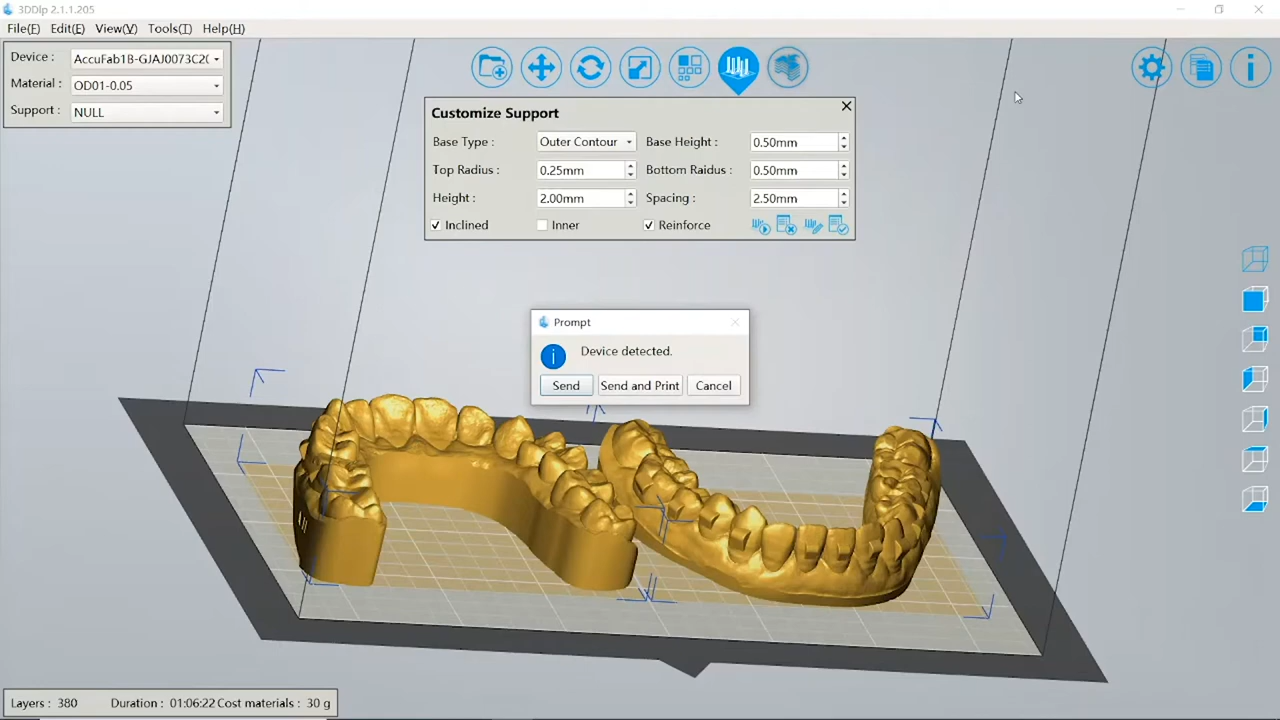 3DDlp 2.1.1.205
File(F) Edit(E) View(V) Tools(T) Help(H)
Device : AccuFab1B-GJAJ0073C2(
Material : OD01-0.05
Support : NULL
Customize Support
Base Type : Outer Contour Base Height : 0.50mm
Top Radius : 0.25mm Bottom Raidus : 0.50mm
Height : 2.00mm Spacing : 2.50mm
Inclined Inner Reinforce
Prompt
Device detected.
Send Send and Print Cancel
Layers : 380 Duration : 01:06:22 Cost materials : 30 g